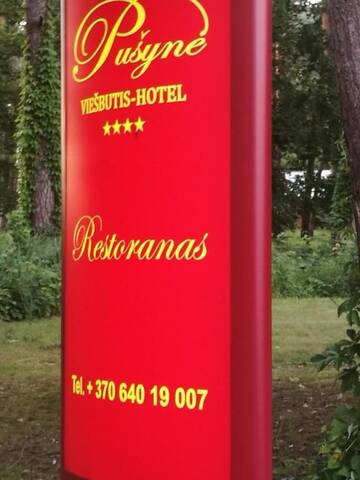 Pušynė
VIEŠBUTIS-HOTEL
★★★★
Restoranas
Tel. + 370 640 19 007